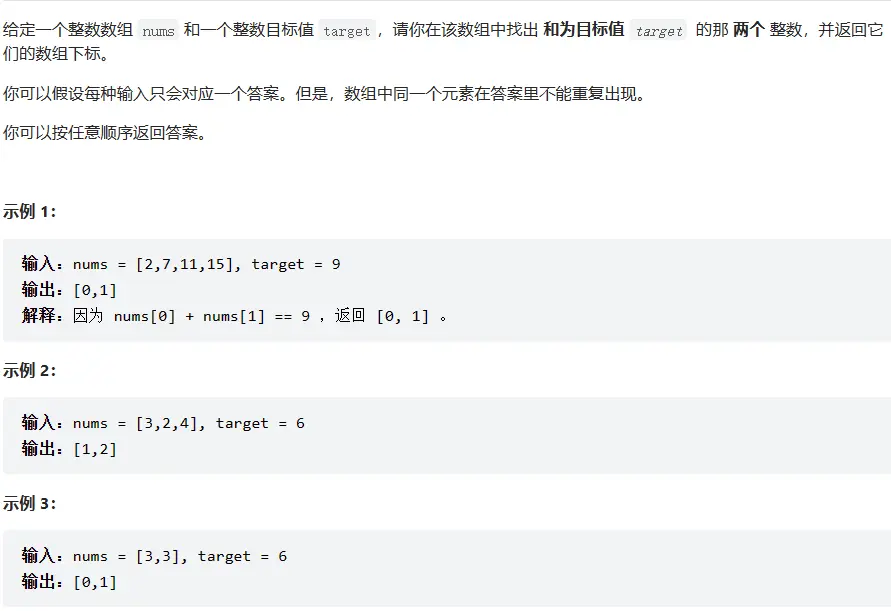 给定一个整数数组 nums 和一个整数目标值 target，请你在该数组中找出 和为目标值 target 的那 两个 整数，并返回它
们的数组下标。
你可以假设每种输入只会对应一个答案。但是，数组中同一个元素在答案里不能重复出现。
你可以按任意顺序返回答案。
示例 1：
输入：nums = [2,7,11,15], target = 9
输出：[0,1]
解释：因为 nums[0] + nums[1] == 9 ，返回 [0, 1] 。
示例 2：
输入：nums = [3,2,4], target = 6
输出：[1,2]
示例 3：
输入：nums = [3,3], target = 6
输出：[0,1]